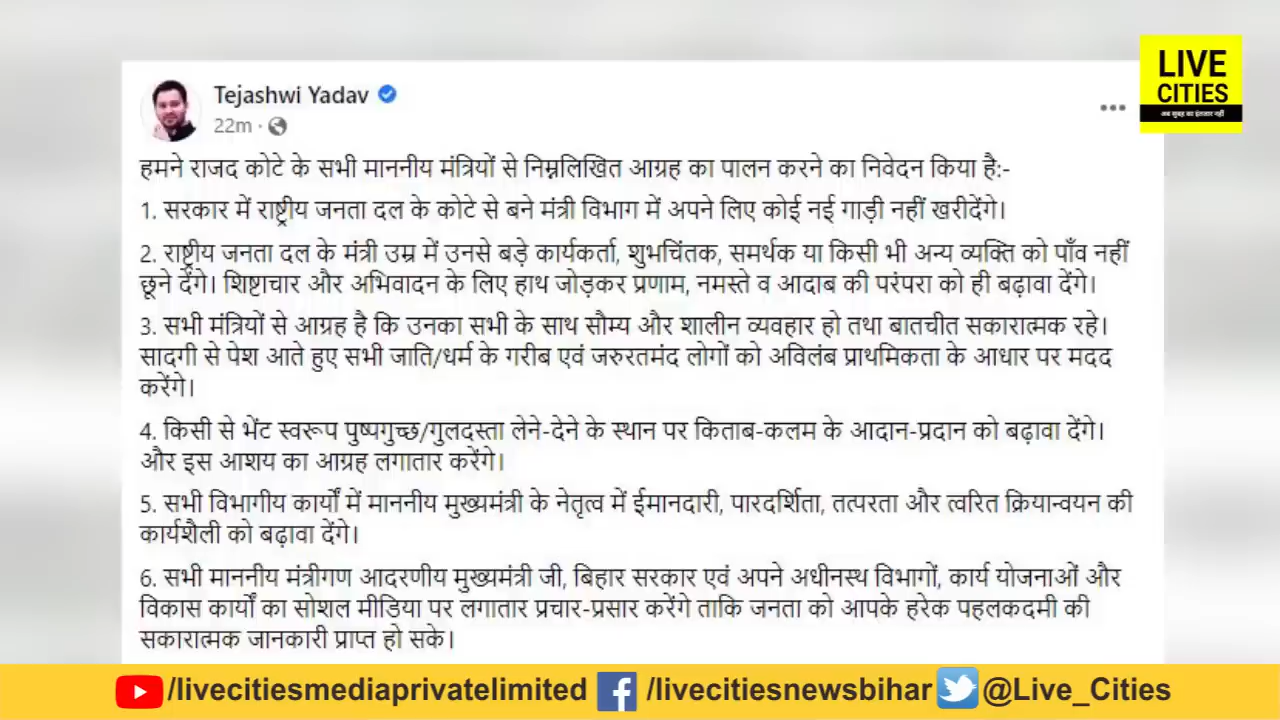 LIVE
CITIES
अब सुबह का इंतजार नहीं
Tejashwi Yadav
22m ·
हमने राजद कोटे के सभी माननीय मंत्रियों से निम्नलिखित आग्रह का पालन करने का निवेदन किया है:-
1. सरकार में राष्ट्रीय जनता दल के कोटे से बने मंत्री विभाग में अपने लिए कोई नई गाड़ी नहीं खरीदेंगे।
2. राष्ट्रीय जनता दल के मंत्री उम्र में उनसे बड़े कार्यकर्ता, शुभचिंतक, समर्थक या किसी भी अन्य व्यक्ति को पाँव नहीं
छूने देंगे। शिष्टाचार और अभिवादन के लिए हाथ जोड़कर प्रणाम, नमस्ते व आदाब की परंपरा को ही बढ़ावा देंगे।
3. सभी मंत्रियों से आग्रह है कि उनका सभी के साथ सौम्य और शालीन व्यवहार हो तथा बातचीत सकारात्मक रहे।
सादगी से पेश आते हुए सभी जाति/धर्म के गरीब एवं जरुरतमंद लोगों को अविलंब प्राथमिकता के आधार पर मदद
करेंगे।
4. किसी से भेंट स्वरूप पुष्पगुच्छ/गुलदस्ता लेने-देने के स्थान पर किताब-कलम के आदान-प्रदान को बढ़ावा देंगे।
और इस आशय का आग्रह लगातार करेंगे।
5. सभी विभागीय कार्यों में माननीय मुख्यमंत्री के नेतृत्व में ईमानदारी, पारदर्शिता, तत्परता और त्वरित क्रियान्वयन की
कार्यशैली को बढ़ावा देंगे।
6. सभी माननीय मंत्रीगण आदरणीय मुख्यमंत्री जी, बिहार सरकार एवं अपने अधीनस्थ विभागों, कार्य योजनाओं और
विकास कार्यों का सोशल मीडिया पर लगातार प्रचार-प्रसार करेंगे ताकि जनता को आपके हरेक पहलकदमी की
सकारात्मक जानकारी प्राप्त हो सके।
/livecitiesmediaprivatelimited /livecitiesnewsbihar @Live_Cities